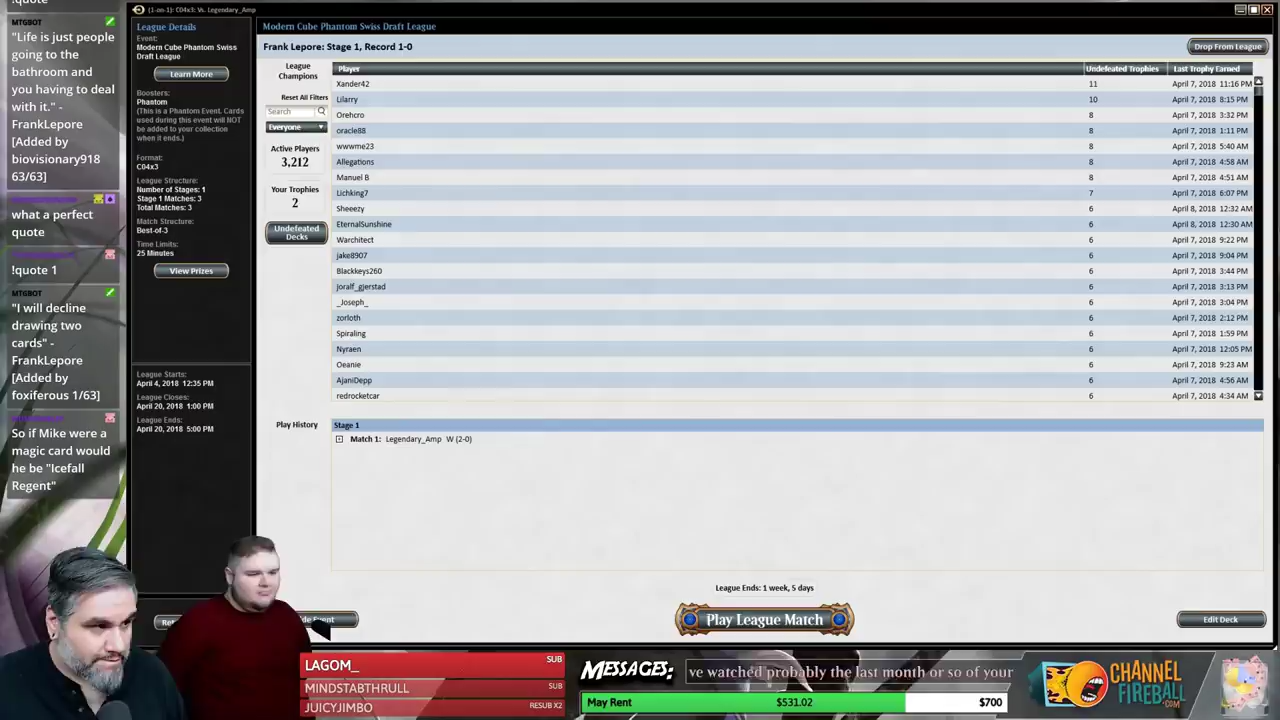 !quote
MTGBOT
"Life is just people
going to the
bathroom and
you having to deal
with it." -
FrankLepore
[Added by
biovisionary918
63/63]
what a perfect
quote
!quote 1
MTGBOT
"I will decline
drawing two
cards" -
FrankLepore
[Added by
foxiferous 1/63]
So if Mike were a
magic card would
he be "Icefall
Regent"
(1-on-1): C04x3: Vs. Legendary_Amp
League Details
Event:
Modern Cube Phantom Swiss
Draft League
Learn More
Boosters:
Phantom
(This is a Phantom Event. Cards
used during this event will NOT
be added to your collection
when it ends.)
Format:
C04x3
League Structure:
Number of Stages: 1
Stage 1 Matches: 3
Total Matches: 3
Match Structure:
Best-of-3
Time Limits:
25 Minutes
View Prizes
League Starts:
April 4, 2018 12:35 PM
League Closes:
April 20, 2018 1:00 PM
League Ends:
April 20, 2018 5:00 PM
Modern Cube Phantom Swiss Draft League
Frank Lepore: Stage 1, Record 1-0
Drop From League
League
Champions
Reset All Filters
Search
Everyone
Active Players
3,212
Your Trophies
2
Undefeated
Decks
Player Undefeated Trophies Last Trophy Earned
Xander42 11 April 7, 2018 11:16 PM
Lilarry 10 April 7, 2018 8:15 PM
Orehcro 8 April 7, 2018 3:32 PM
oracle88 8 April 7, 2018 1:11 PM
wwwme23 8 April 7, 2018 5:40 AM
Allegations 8 April 7, 2018 4:58 AM
Manuel B 8 April 7, 2018 4:51 AM
Lichking7 7 April 7, 2018 6:07 PM
Sheeezy 6 April 8, 2018 12:32 AM
EternalSunshine 6 April 8, 2018 12:30 AM
Warchitect 6 April 7, 2018 9:22 PM
jake8907 6 April 7, 2018 9:04 PM
Blackkeys260 6 April 7, 2018 3:44 PM
joralf_gjerstad 6 April 7, 2018 3:13 PM
_Joseph_ 6 April 7, 2018 3:04 PM
zorloth 6 April 7, 2018 2:12 PM
Spiraling 6 April 7, 2018 1:59 PM
Nyraen 6 April 7, 2018 12:05 PM
Oeanie 6 April 7, 2018 9:23 AM
AjaniDepp 6 April 7, 2018 4:56 AM
redrocketcar 6 April 7, 2018 4:34 AM
Play History
Stage 1
Match 1: Legendary_Amp W (2-0)
League Ends: 1 week, 5 days
Event
Play League Match
Edit Deck
LAGOM_ SUB
MINDSTABTHRULL SUB
JUICYJIMBO RESUB X2
MESSAGES: ve watched probably the last month or so of your
May Rent $531.02 $700
CHANNEL
FIREBALL
.COM